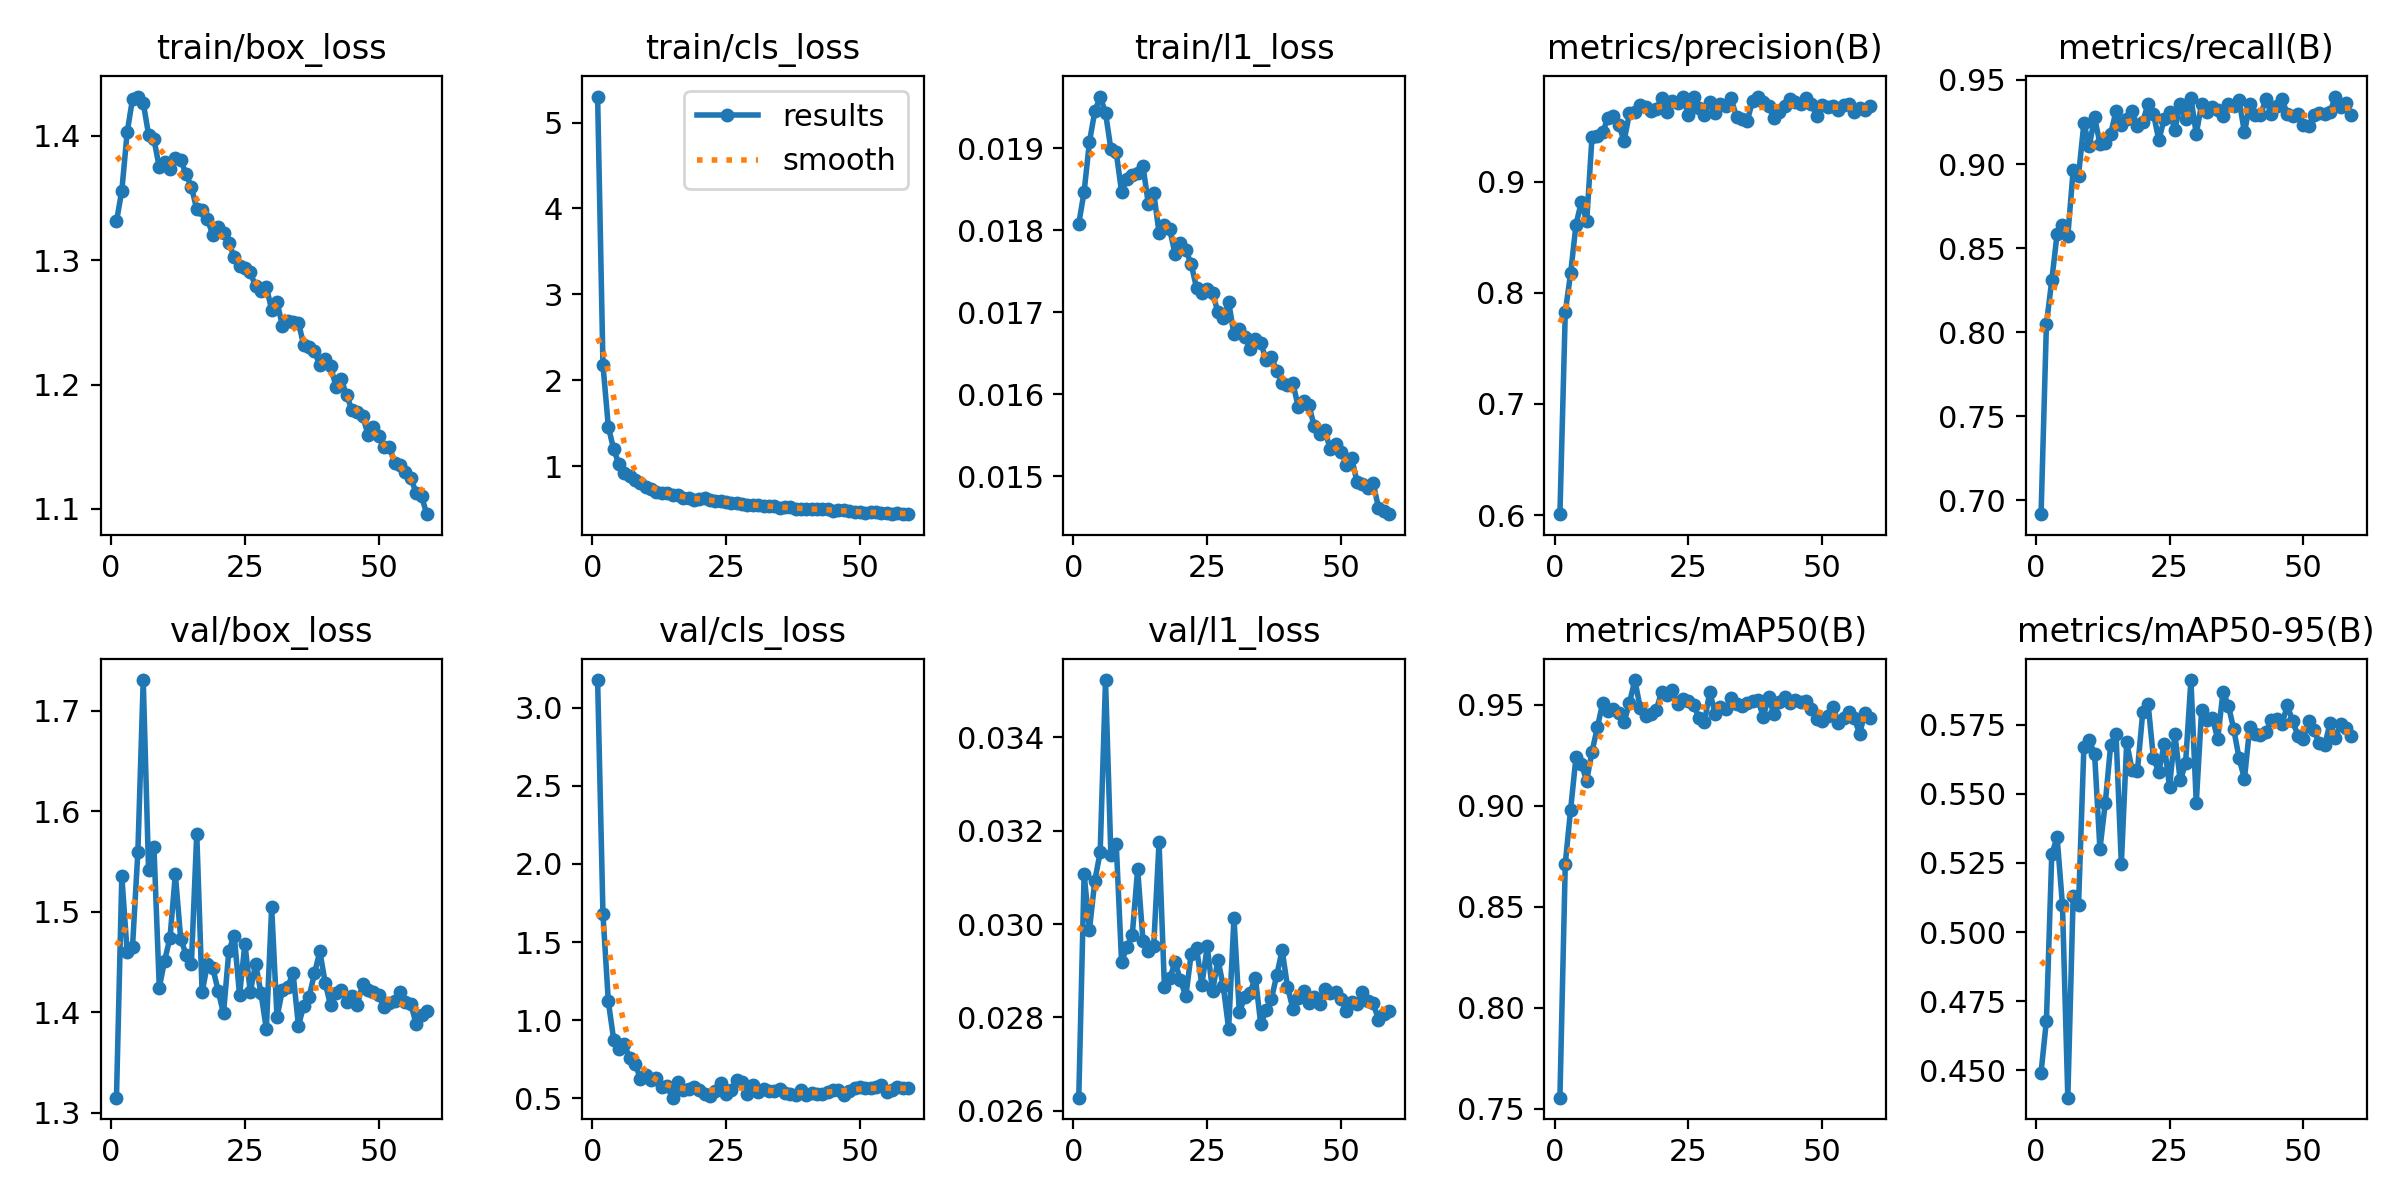 train/box_loss
1.4
1.3
1.2
1.1
0 25 50
train/cls_loss
results
smooth
5
4
3
2
1
0 25 50
train/l1_loss
0.019
0.018
0.017
0.016
0.015
0 25 50
metrics/precision(B)
0.9
0.8
0.7
0.6
0 25 50
metrics/recall(B)
0.95
0.90
0.85
0.80
0.75
0.70
0 25 50
val/box_loss
1.7
1.6
1.5
1.4
1.3
0 25 50
val/cls_loss
3.0
2.5
2.0
1.5
1.0
0.5
0 25 50
val/l1_loss
0.034
0.032
0.030
0.028
0.026
0 25 50
metrics/mAP50(B)
0.95
0.90
0.85
0.80
0.75
0 25 50
metrics/mAP50-95(B)
0.575
0.550
0.525
0.500
0.475
0.450
0 25 50